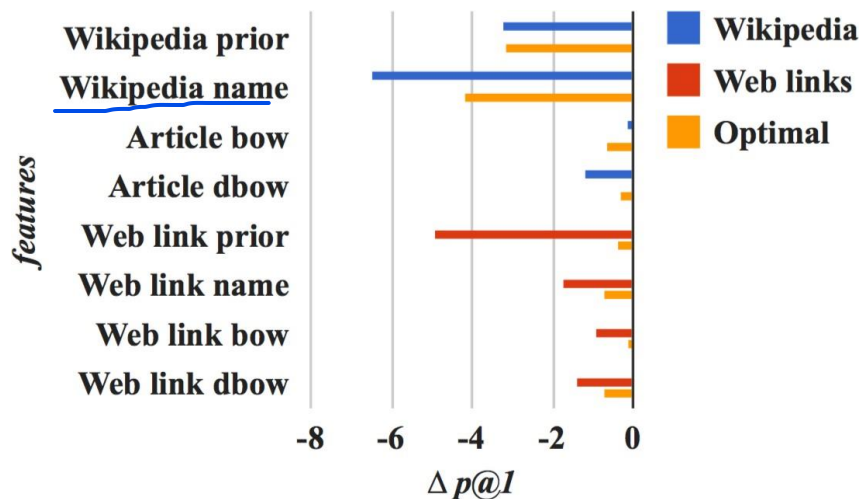 Wikipedia prior
Wikipedia name
Article bow
Article dbow
Web link prior
Web link name
Web link bow
Web link dbow
features
-8 -6 -4 -2 0
Δ p@1
Wikipedia
Web links
Optimal